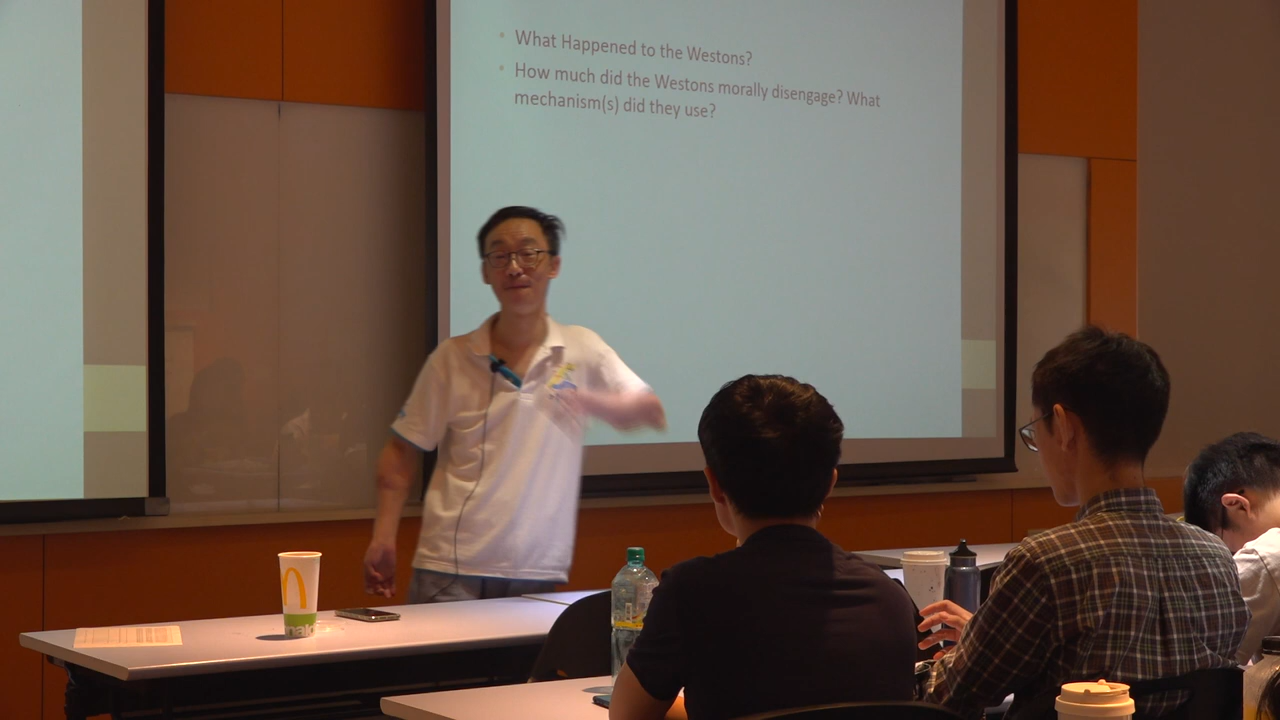 • What Happened to the Westons?
• How much did the Westons morally disengage? What
mechanism(s) did they use?